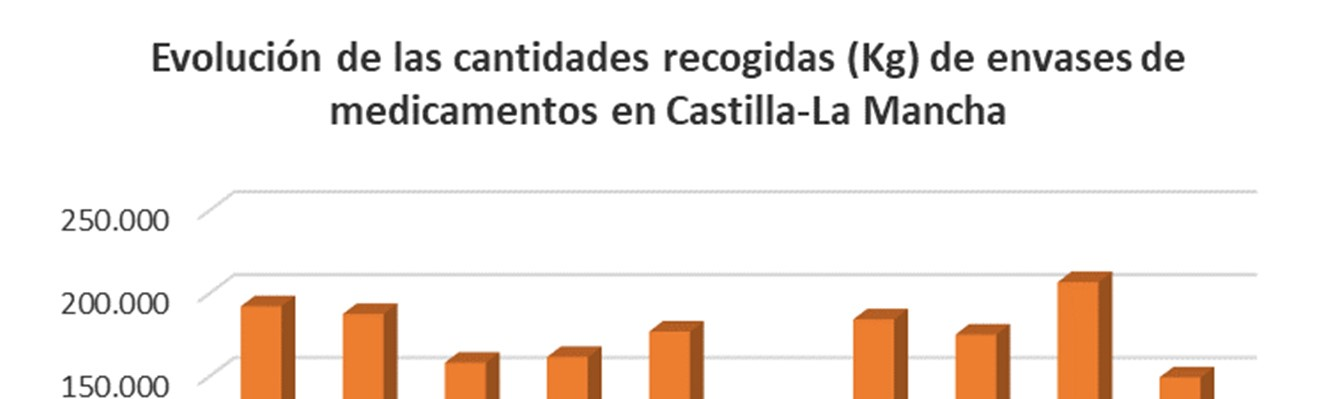 Evolución de las cantidades recogidas (Kg) de envases de
medicamentos en Castilla-La Mancha
250.000
200.000
150.000